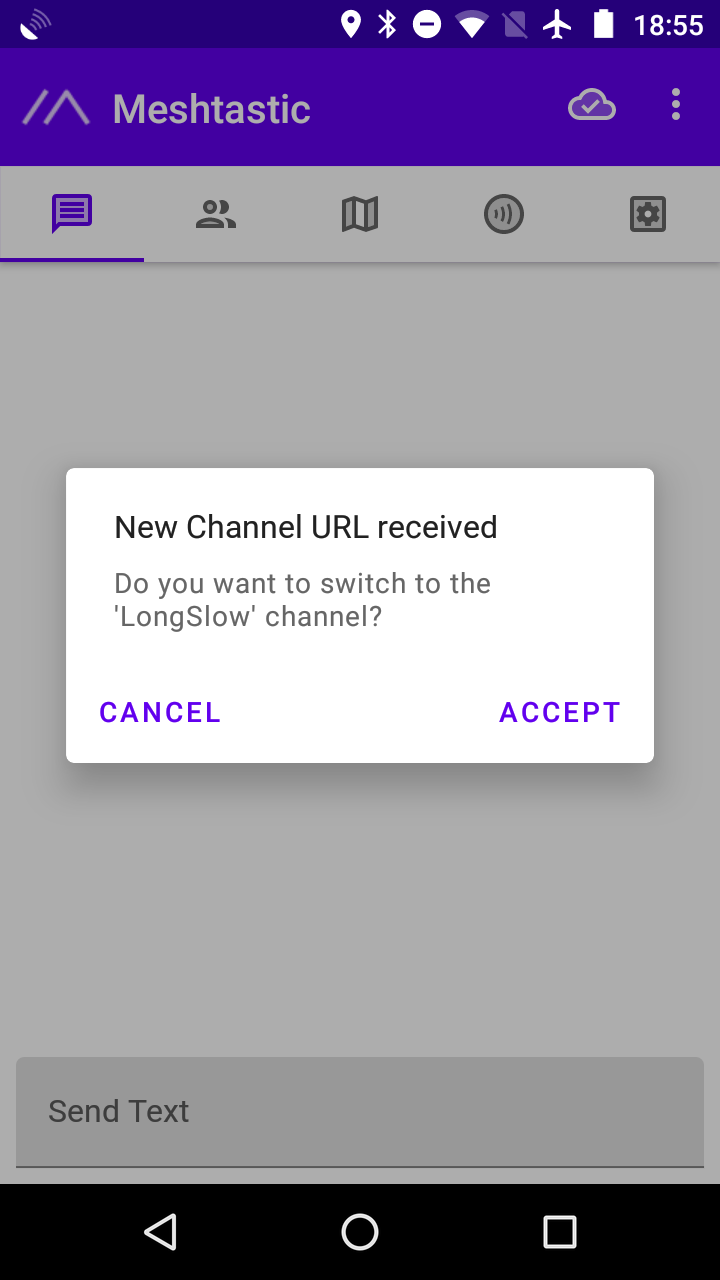 18:55
Meshtastic
New Channel URL received
Do you want to switch to the
'LongSlow' channel?
CANCEL ACCEPT
Send Text